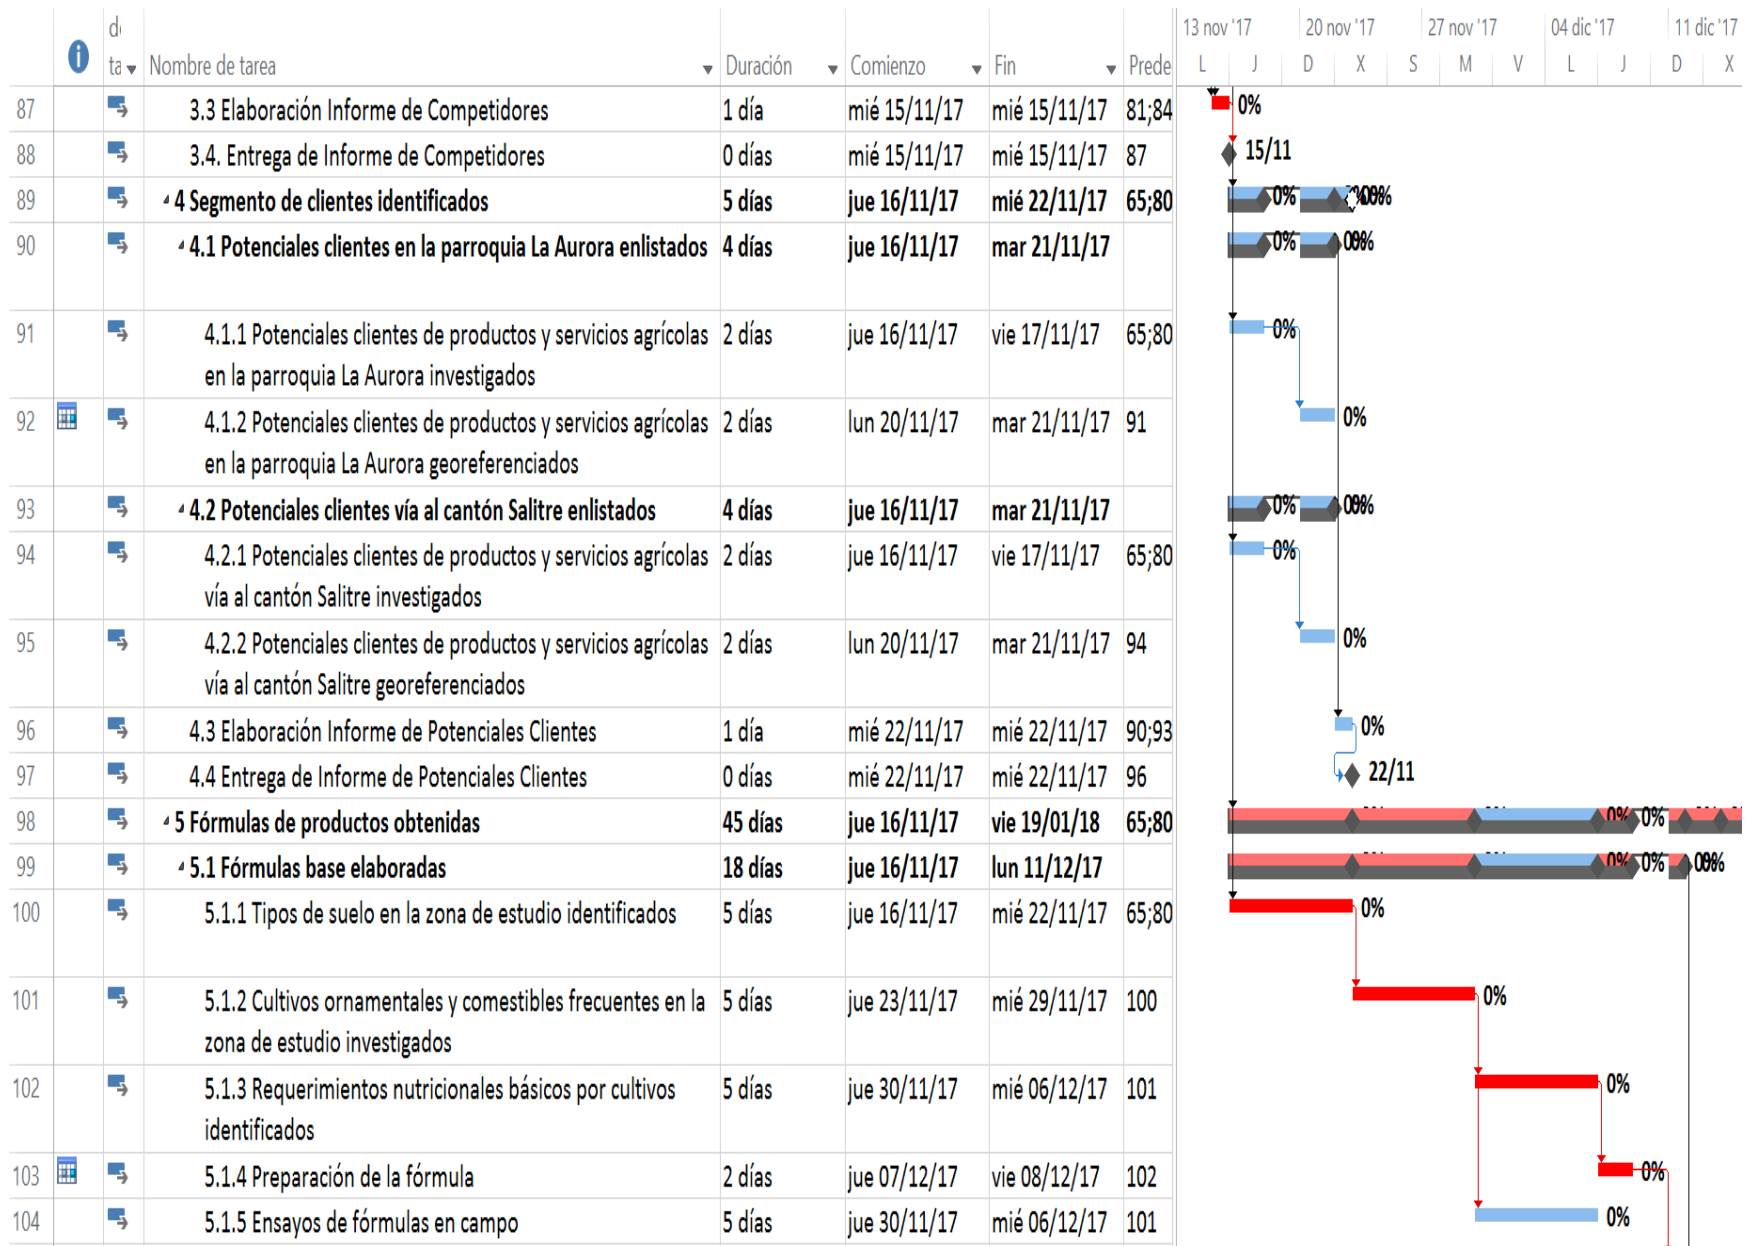 de
ta
Nombre de tarea Duración Comienzo Fin Prede
13 nov '17 20 nov '17 27 nov '17 04 dic '17 11 dic '17
L J D X S M V L J D X
87 3.3 Elaboración Informe de Competidores 1 día mié 15/11/17 mié 15/11/17 81;84 0%
88 3.4. Entrega de Informe de Competidores 0 días mié 15/11/17 mié 15/11/17 87 15/11
89 4 Segmento de clientes identificados 5 días jue 16/11/17 mié 22/11/17 65;80 0% 0%
90 4.1 Potenciales clientes en la parroquia La Aurora enlistados 4 días jue 16/11/17 mar 21/11/17 0% 0%
91 4.1.1 Potenciales clientes de productos y servicios agrícolas 2 días jue 16/11/17 vie 17/11/17 65;80 0%
en la parroquia La Aurora investigados
92 4.1.2 Potenciales clientes de productos y servicios agrícolas 2 días lun 20/11/17 mar 21/11/17 91 0%
en la parroquia La Aurora georeferenciados
93 4.2 Potenciales clientes vía al cantón Salitre enlistados 4 días jue 16/11/17 mar 21/11/17 0% 0%
94 4.2.1 Potenciales clientes de productos y servicios agrícolas 2 días jue 16/11/17 vie 17/11/17 65;80 0%
vía al cantón Salitre investigados
95 4.2.2 Potenciales clientes de productos y servicios agrícolas 2 días lun 20/11/17 mar 21/11/17 94 0%
vía al cantón Salitre georeferenciados
96 4.3 Elaboración Informe de Potenciales Clientes 1 día mié 22/11/17 mié 22/11/17 90;93 0%
97 4.4 Entrega de Informe de Potenciales Clientes 0 días mié 22/11/17 mié 22/11/17 96 22/11
98 5 Fórmulas de productos obtenidas 45 días jue 16/11/17 vie 19/01/18 65;80 0% 0%
99 5.1 Fórmulas base elaboradas 18 días jue 16/11/17 lun 11/12/17 0% 0% 0%
100 5.1.1 Tipos de suelo en la zona de estudio identificados 5 días jue 16/11/17 mié 22/11/17 65;80 0%
101 5.1.2 Cultivos ornamentales y comestibles frecuentes en la 5 días jue 23/11/17 mié 29/11/17 100 0%
zona de estudio investigados
102 5.1.3 Requerimientos nutricionales básicos por cultivos 5 días jue 30/11/17 mié 06/12/17 101 0%
identificados
103 5.1.4 Preparación de la fórmula 2 días jue 07/12/17 vie 08/12/17 102 0%
104 5.1.5 Ensayos de fórmulas en campo 5 días jue 30/11/17 mié 06/12/17 101 0%